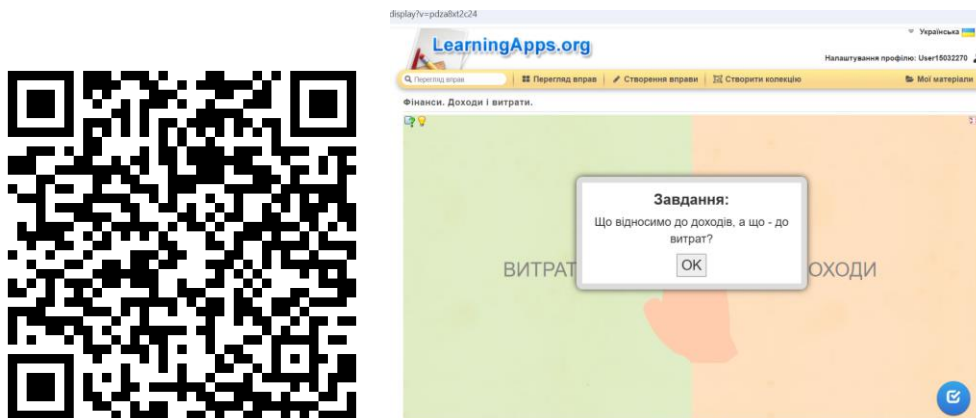 display?v=pdza8xt2c24
Українська
LearningApps.org
Налаштування профілю: User15032270
Перегляд вправ
Перегляд вправ
Створення вправи
Створити колекцію
Мої матеріали
Фінанси. Доходи і витрати.
Завдання:
Що відносимо до доходів, а що - до
витрат?
OK
ВИТРАТ
ОХОДИ